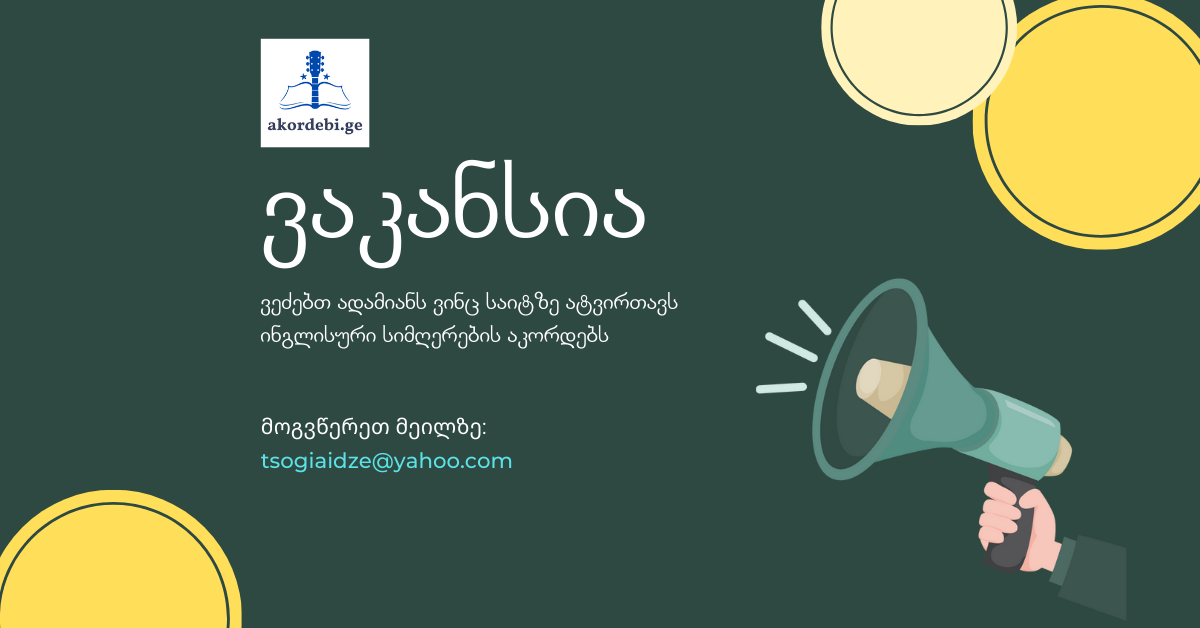 akordebi.ge
ვაკანსია
ვეძებთ ადამიანს ვინც საიტზე ატვირთავს
ინგლისური სიმღერების აკორდებს
მოგვწერეთ მეილზე:
tsogiaidze@yahoo.com